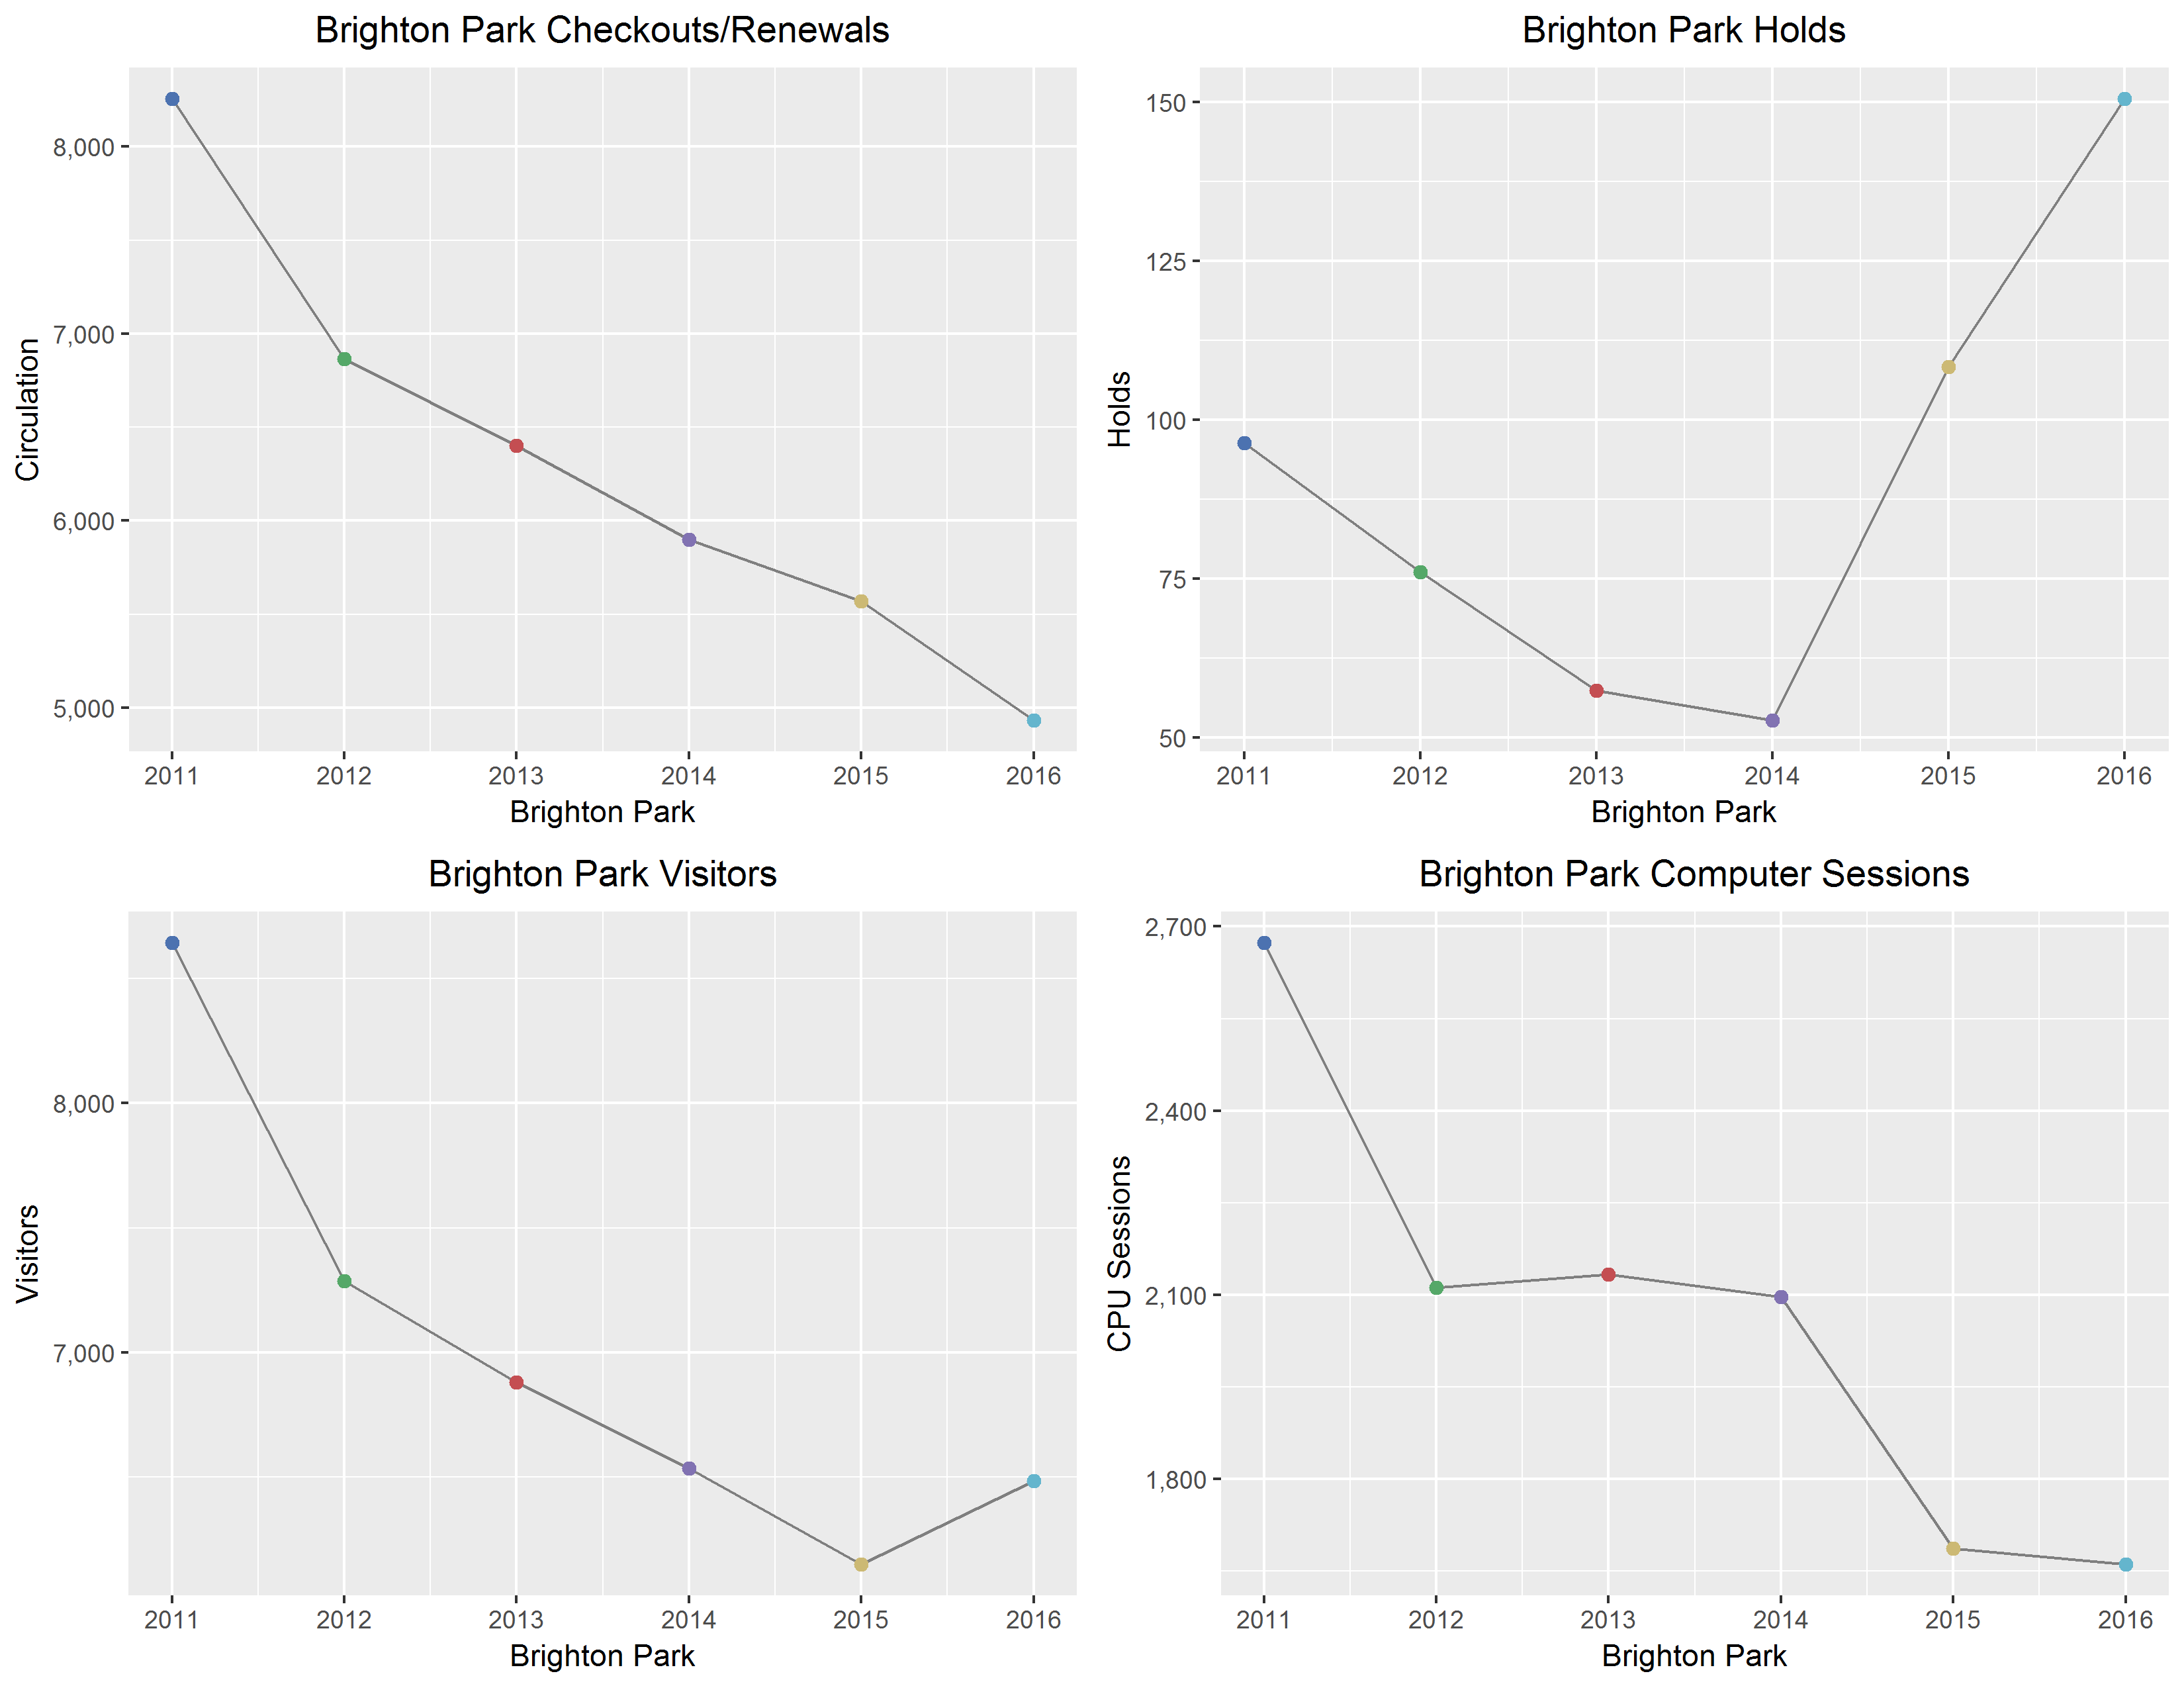 Brighton Park Checkouts/Renewals
Circulation
8,000
7,000
6,000
5,000
2011 2012 2013 2014 2015 2016
Brighton Park
Brighton Park Holds
Holds
150
125
100
75
50
2011 2012 2013 2014 2015 2016
Brighton Park
Brighton Park Visitors
Visitors
8,000
7,000
2011 2012 2013 2014 2015 2016
Brighton Park
Brighton Park Computer Sessions
CPU Sessions
2,700
2,400
2,100
1,800
2011 2012 2013 2014 2015 2016
Brighton Park